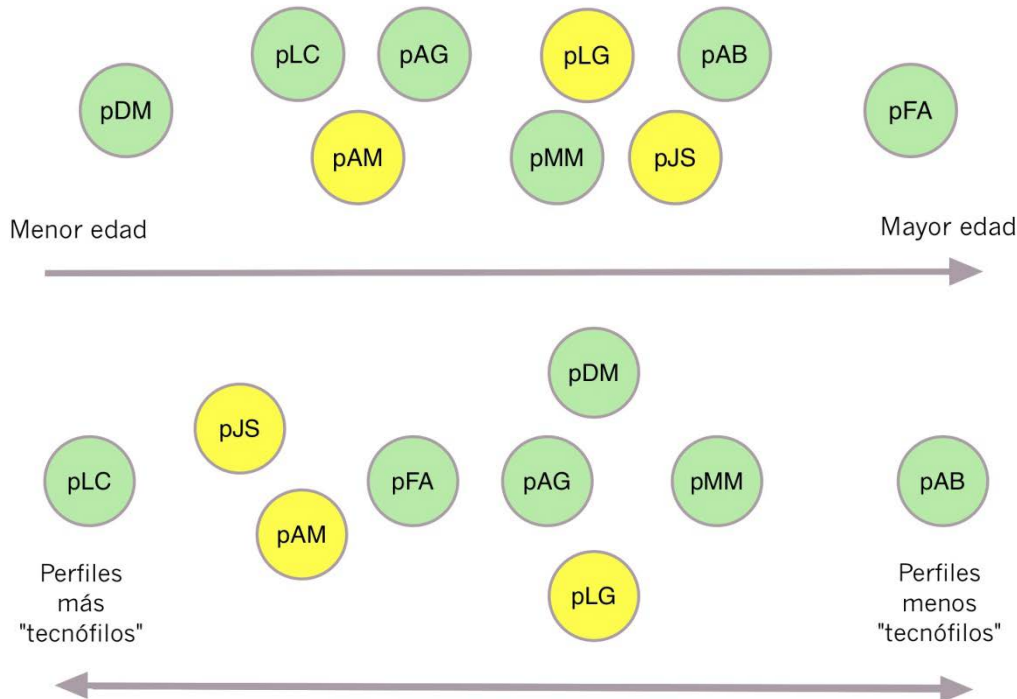 pLC
pAG
pLG
pAB
pDM
pFA
pAM
pMM
pJS
Menor edad
Mayor edad
pDM
pJS
pLC
pFA
pAG
pMM
pAB
pAM
pLG
Perfiles
más
"tecnófilos"
Perfiles
menos
"tecnófilos"